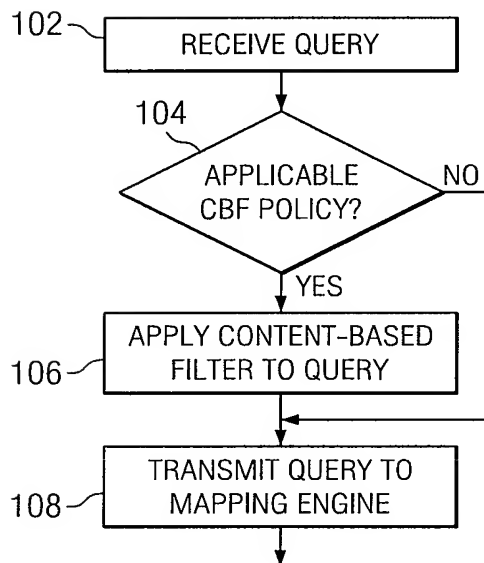 102
RECEIVE QUERY
104
APPLICABLE
CBF POLICY?
NO
YES
106
APPLY CONTENT-BASED
FILTER TO QUERY
108
TRANSMIT QUERY TO
MAPPING ENGINE